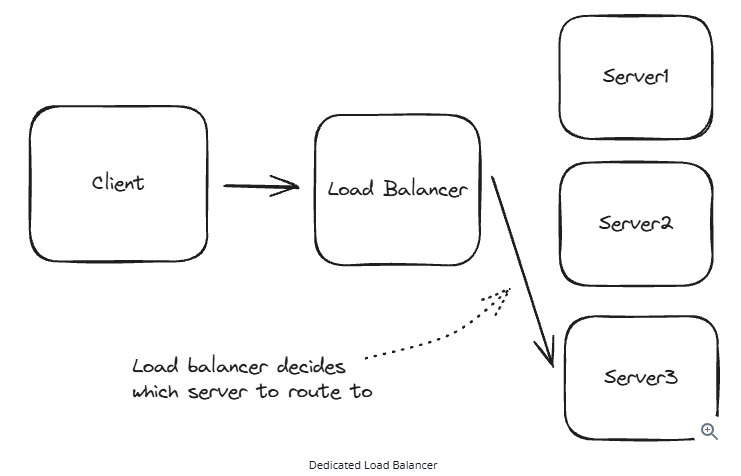 Client
Load Balancer
Server1
Server2
Server3
Load balancer decides
which server to route to
Dedicated Load Balancer